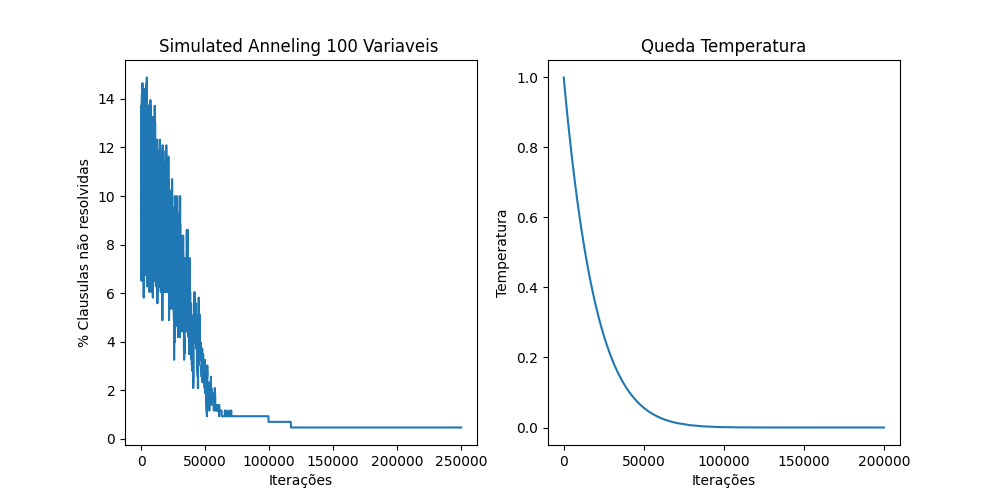 Simulated Anneling 100 Variaveis
% Clausulas não resolvidas
14
12
10
8
6
4
2
0
0 50000 100000 150000 200000 250000
Iterações
Queda Temperatura
Temperatura
1.0
0.8
0.6
0.4
0.2
0.0
0 50000 100000 150000 200000
Iterações